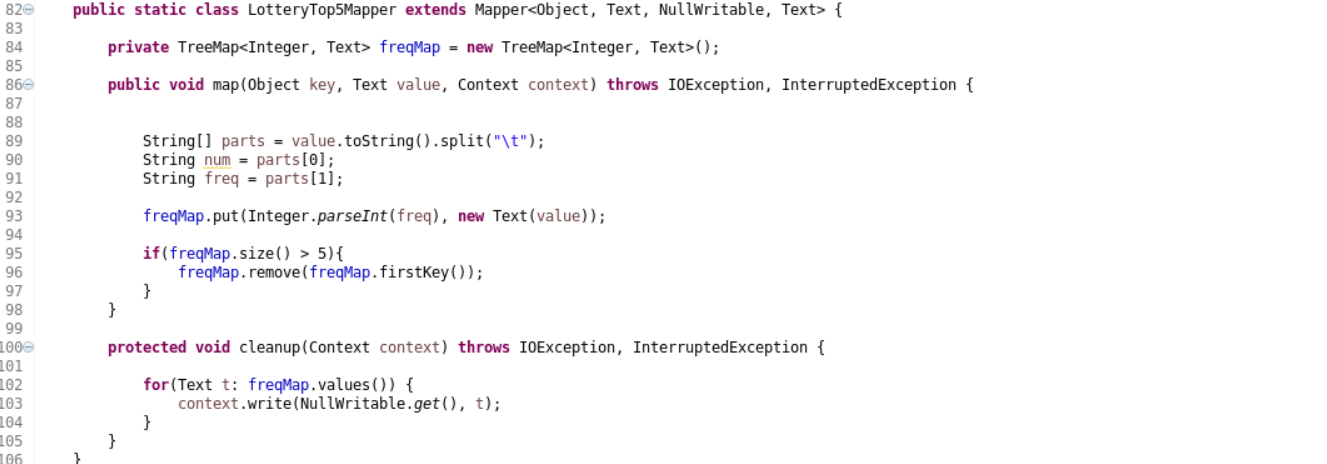 82 public static class LotteryTop5Mapper extends Mapper<Object, Text, NullWritable, Text> {
83
84 private TreeMap<Integer, Text> freqMap = new TreeMap<Integer, Text>();
85
86 public void map(Object key, Text value, Context context) throws IOException, InterruptedException {
87
88
89 String[] parts = value.toString().split("\t");
90 String num = parts[0];
91 String freq = parts[1];
92
93 freqMap.put(Integer.parseInt(freq), new Text(value));
94
95 if(freqMap.size() > 5){
96 freqMap.remove(freqMap.firstKey());
97 }
98 }
99
100 protected void cleanup(Context context) throws IOException, InterruptedException {
101
102 for(Text t: freqMap.values()) {
103 context.write(NullWritable.get(), t);
104 }
105 }
106 }